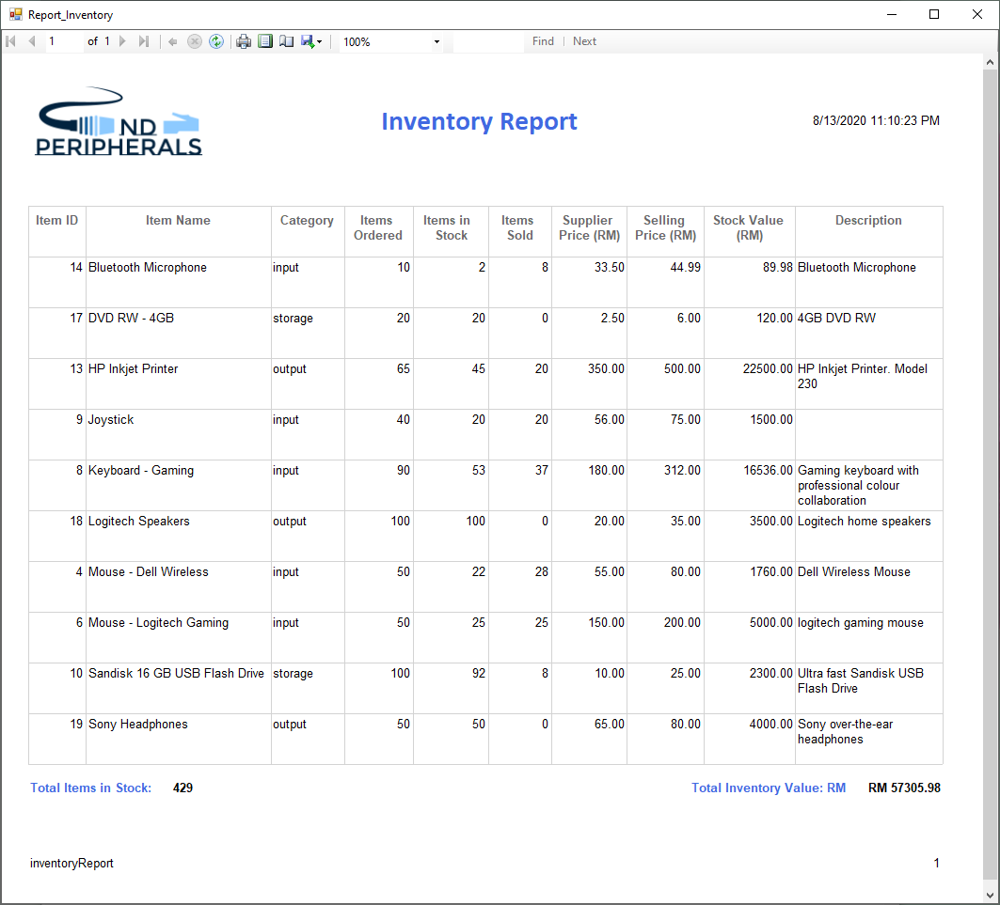 Report_Inventory
1 of 1 100% Find Next
ND
PERIPHERALS
Inventory Report
8/13/2020 11:10:23 PM
Item ID Item Name Category Items Ordered Items in Stock Items Sold Supplier Price (RM) Selling Price (RM) Stock Value (RM) Description
14 Bluetooth Microphone input 10 2 8 33.50 44.99 89.98 Bluetooth Microphone
17 DVD RW - 4GB storage 20 20 0 2.50 6.00 120.00 4GB DVD RW
13 HP Inkjet Printer output 65 45 20 350.00 500.00 22500.00 HP Inkjet Printer. Model
230
9 Joystick input 40 20 20 56.00 75.00 1500.00
8 Keyboard - Gaming input 90 53 37 180.00 312.00 16536.00 Gaming keyboard with
professional colour
collaboration
18 Logitech Speakers output 100 100 0 20.00 35.00 3500.00 Logitech home speakers
4 Mouse - Dell Wireless input 50 22 28 55.00 80.00 1760.00 Dell Wireless Mouse
6 Mouse - Logitech Gaming input 50 25 25 150.00 200.00 5000.00 logitech gaming mouse
10 Sandisk 16 GB USB Flash Drive storage 100 92 8 10.00 25.00 2300.00 Ultra fast Sandisk USB
Flash Drive
19 Sony Headphones output 50 50 0 65.00 80.00 4000.00 Sony over-the-ear
headphones
Total Items in Stock: 429 Total Inventory Value: RM RM 57305.98
inventoryReport 1